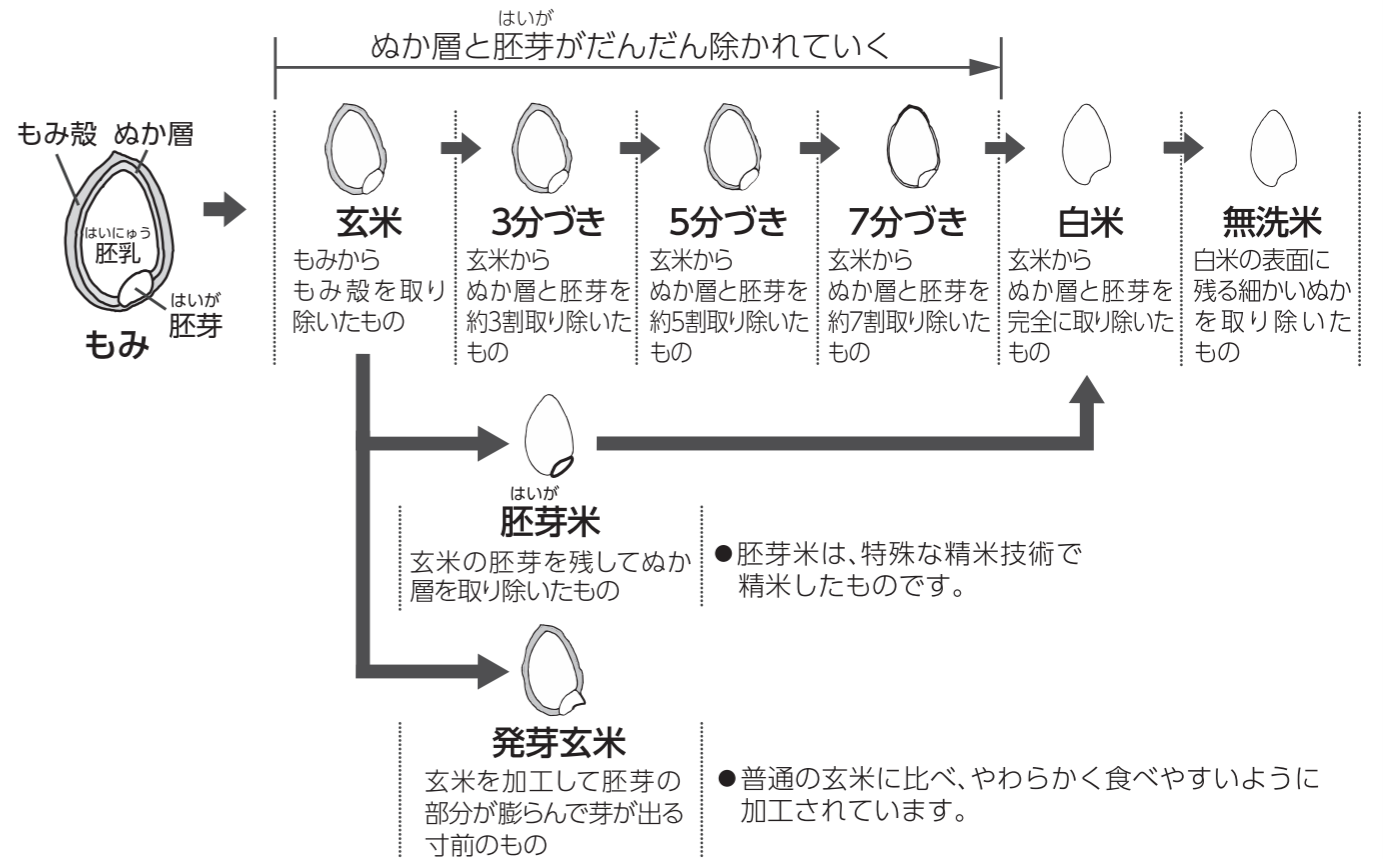 はいが
ぬか層と胚芽がだんだん除かれていく
もみ殻 ぬか層
はいにゅう
胚乳
はいが
胚芽
もみ
玄米
もみから
もみ殻を取り
除いたもの
3分づき
玄米から
ぬか層と胚芽を
約3割取り除いた
もの
5分づき
玄米から
ぬか層と胚芽を
約5割取り除いた
もの
7分づき
玄米から
ぬか層と胚芽を
約7割取り除いた
もの
白米
玄米から
ぬか層と胚芽を
完全に取り除いた
もの
無洗米
白米の表面に
残る細かいぬか
を取り除いた
もの
はいが
胚芽米
玄米の胚芽を残してぬか
層を取り除いたもの
●胚芽米は、特殊な精米技術で
精米したものです。
発芽玄米
玄米を加工して胚芽の
部分が膨らんで芽が出る
寸前のもの
●普通の玄米に比べ、やわらかく食べやすいように
加工されています。